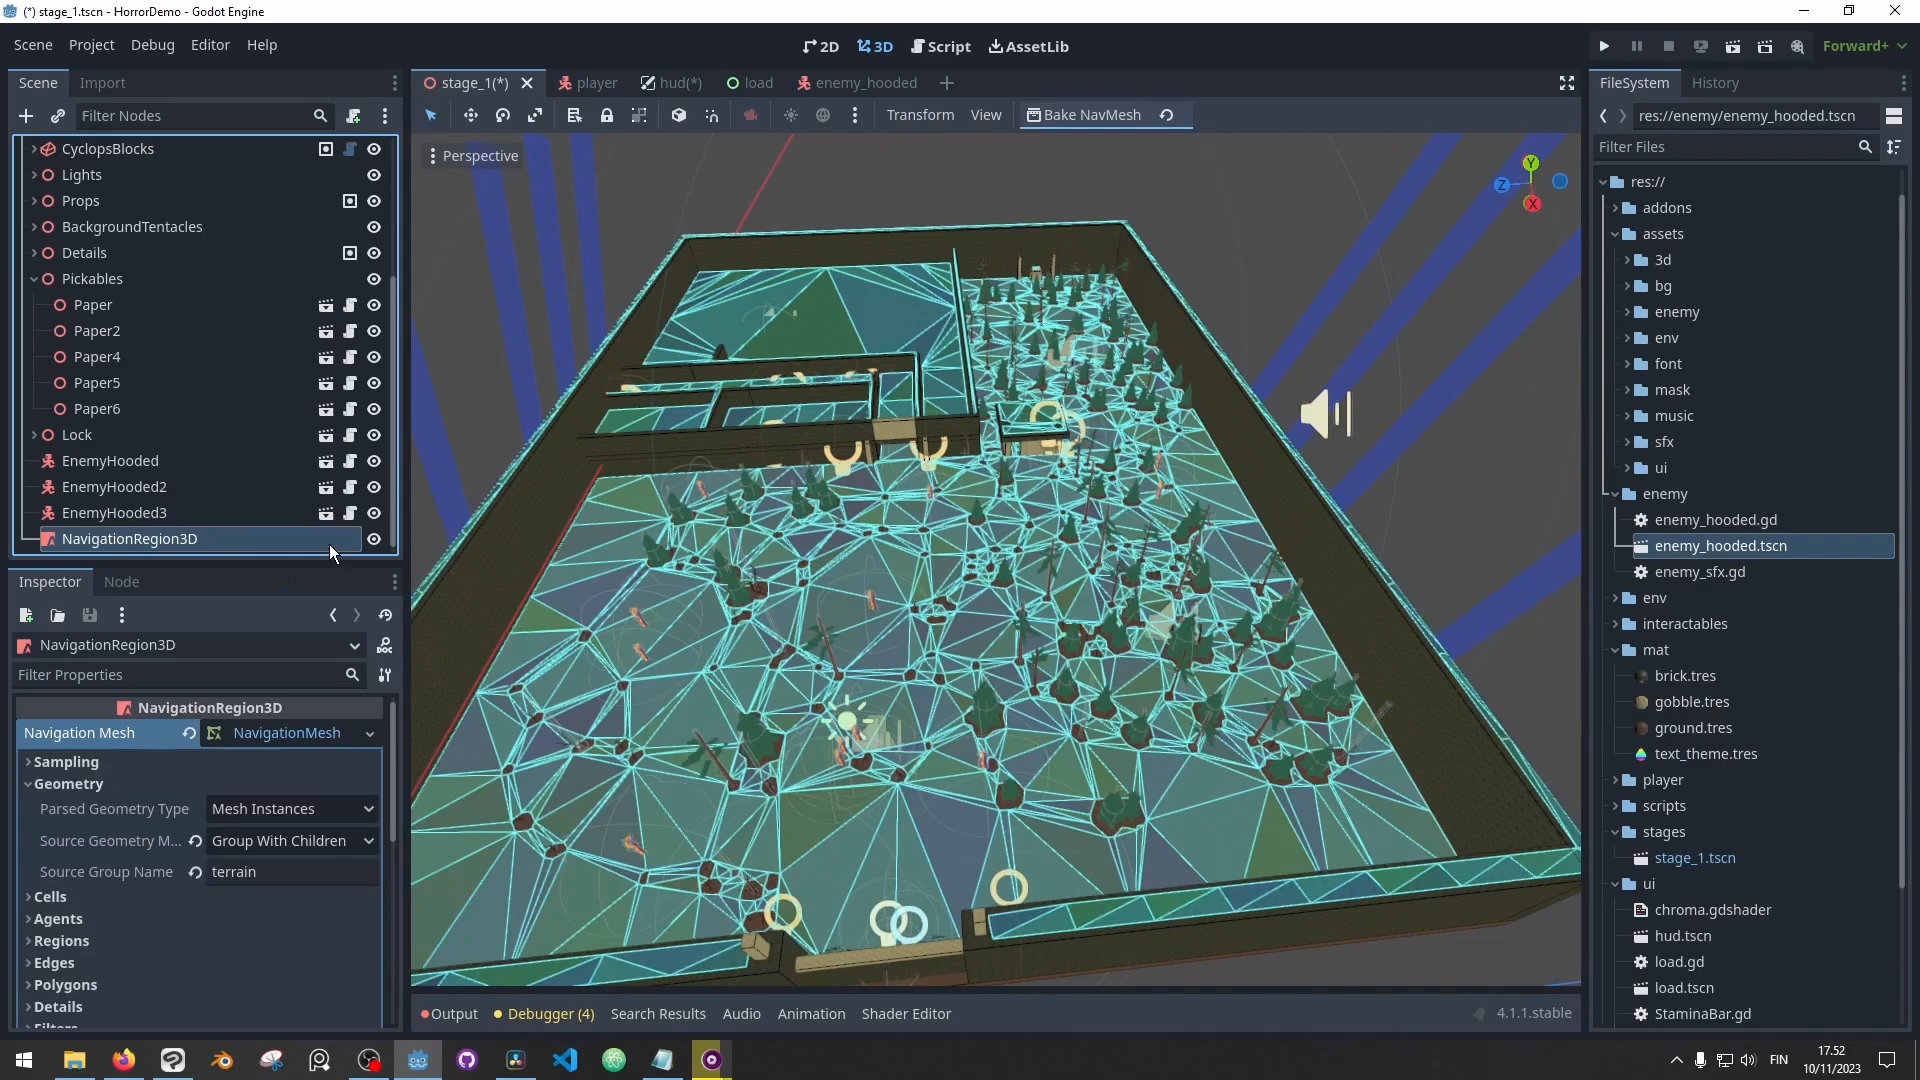 (*) stage_1.tscn - HorrorDemo - Godot Engine
Scene Project Debug Editor Help
2D 3D Script AssetLib
Forward+
Scene Import
stage_1(*) player hud(*) load enemy_hooded
FileSystem History
Filter Nodes
Transform View Bake NavMesh
res://enemy/enemy_hooded.tscn
Filter Files
Perspective
Y
Z
X
CyclopsBlocks
Lights
Props
BackgroundTentacles
Details
Pickables
Paper
Paper2
Paper4
Paper5
Paper6
Lock
EnemyHooded
EnemyHooded2
EnemyHooded3
NavigationRegion3D
Inspector Node
NavigationRegion3D
DOC
Filter Properties
NavigationRegion3D
Navigation Mesh NavigationMesh
Sampling
Geometry
Parsed Geometry Type Mesh Instances
Source Geometry M... Group With Children
Source Group Name terrain
Cells
Agents
Regions
Edges
Polygons
Details
Filters
res://
addons
assets
3d
bg
enemy
env
font
mask
music
sfx
ui
enemy
enemy_hooded.gd
enemy_hooded.tscn
enemy_sfx.gd
env
interactables
mat
brick.tres
gobble.tres
ground.tres
text_theme.tres
player
scripts
stages
stage_1.tscn
ui
chroma.gdshader
hud.tscn
load.gd
load.tscn
StaminaBar.gd
Output Debugger (4) Search Results Audio Animation Shader Editor
4.1.1.stable
FIN
17.52
10/11/2023